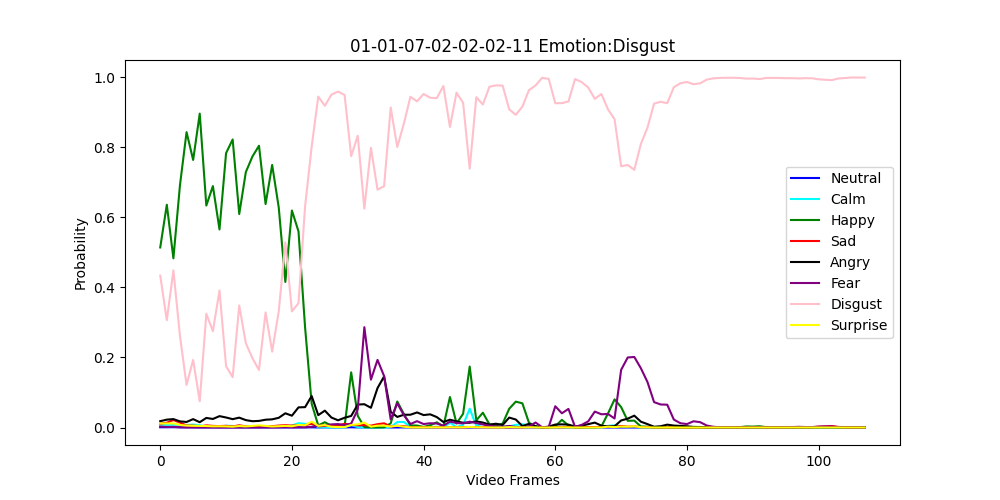 01-01-07-02-02-02-11 Emotion:Disgust
Probability
1.0
0.8
0.6
0.4
0.2
0.0
Neutral
Calm
Happy
Sad
Angry
Fear
Disgust
Surprise
0 20 40 60 80 100
Video Frames